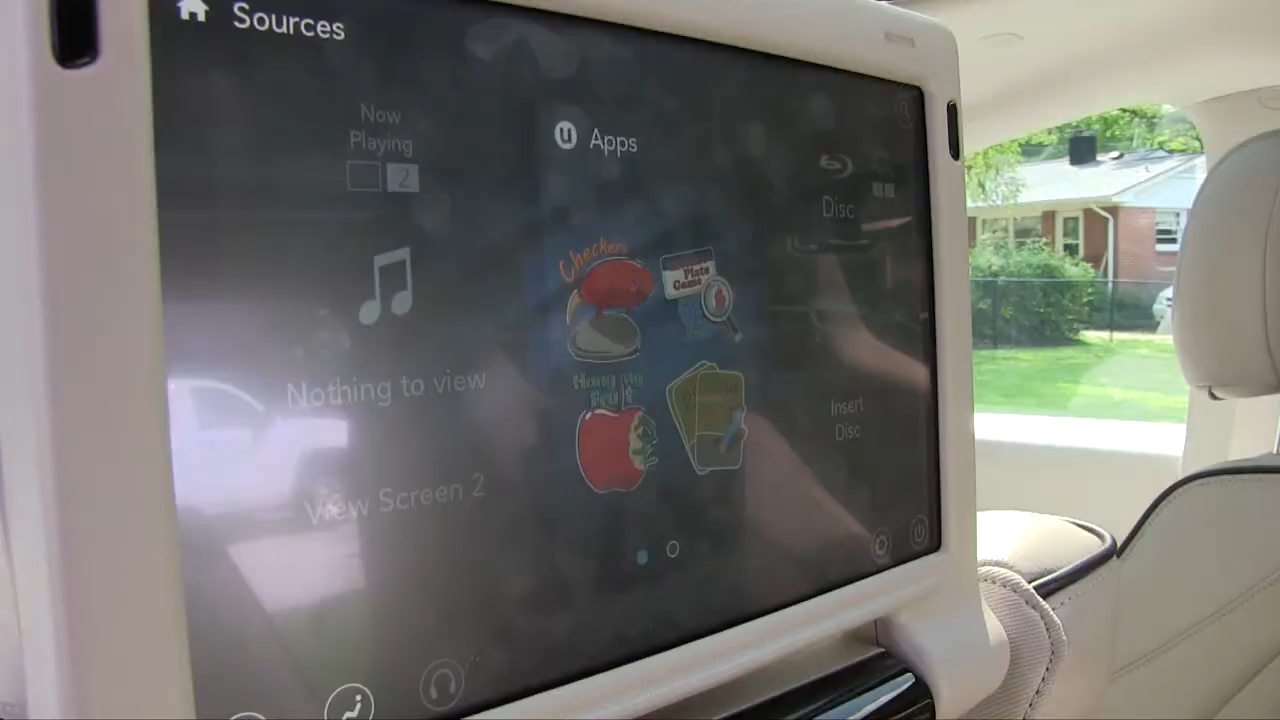 Sources
Now
Playing
2
Nothing to view
View Screen 2
u Apps
Checkers
Plate
Game
Disc
Insert
Disc